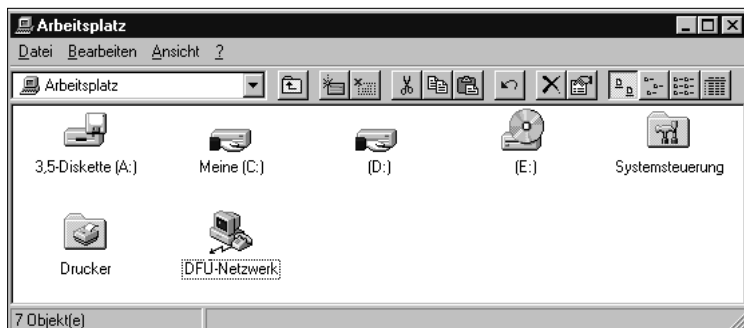 Arbeitsplatz
Datei Bearbeiten Ansicht ?
Arbeitsplatz
3,5-Diskette (A:) Meine (C:) (D:) (E:) Systemsteuerung
Drucker DFÜ-Netzwerk
7 Objekt(e)